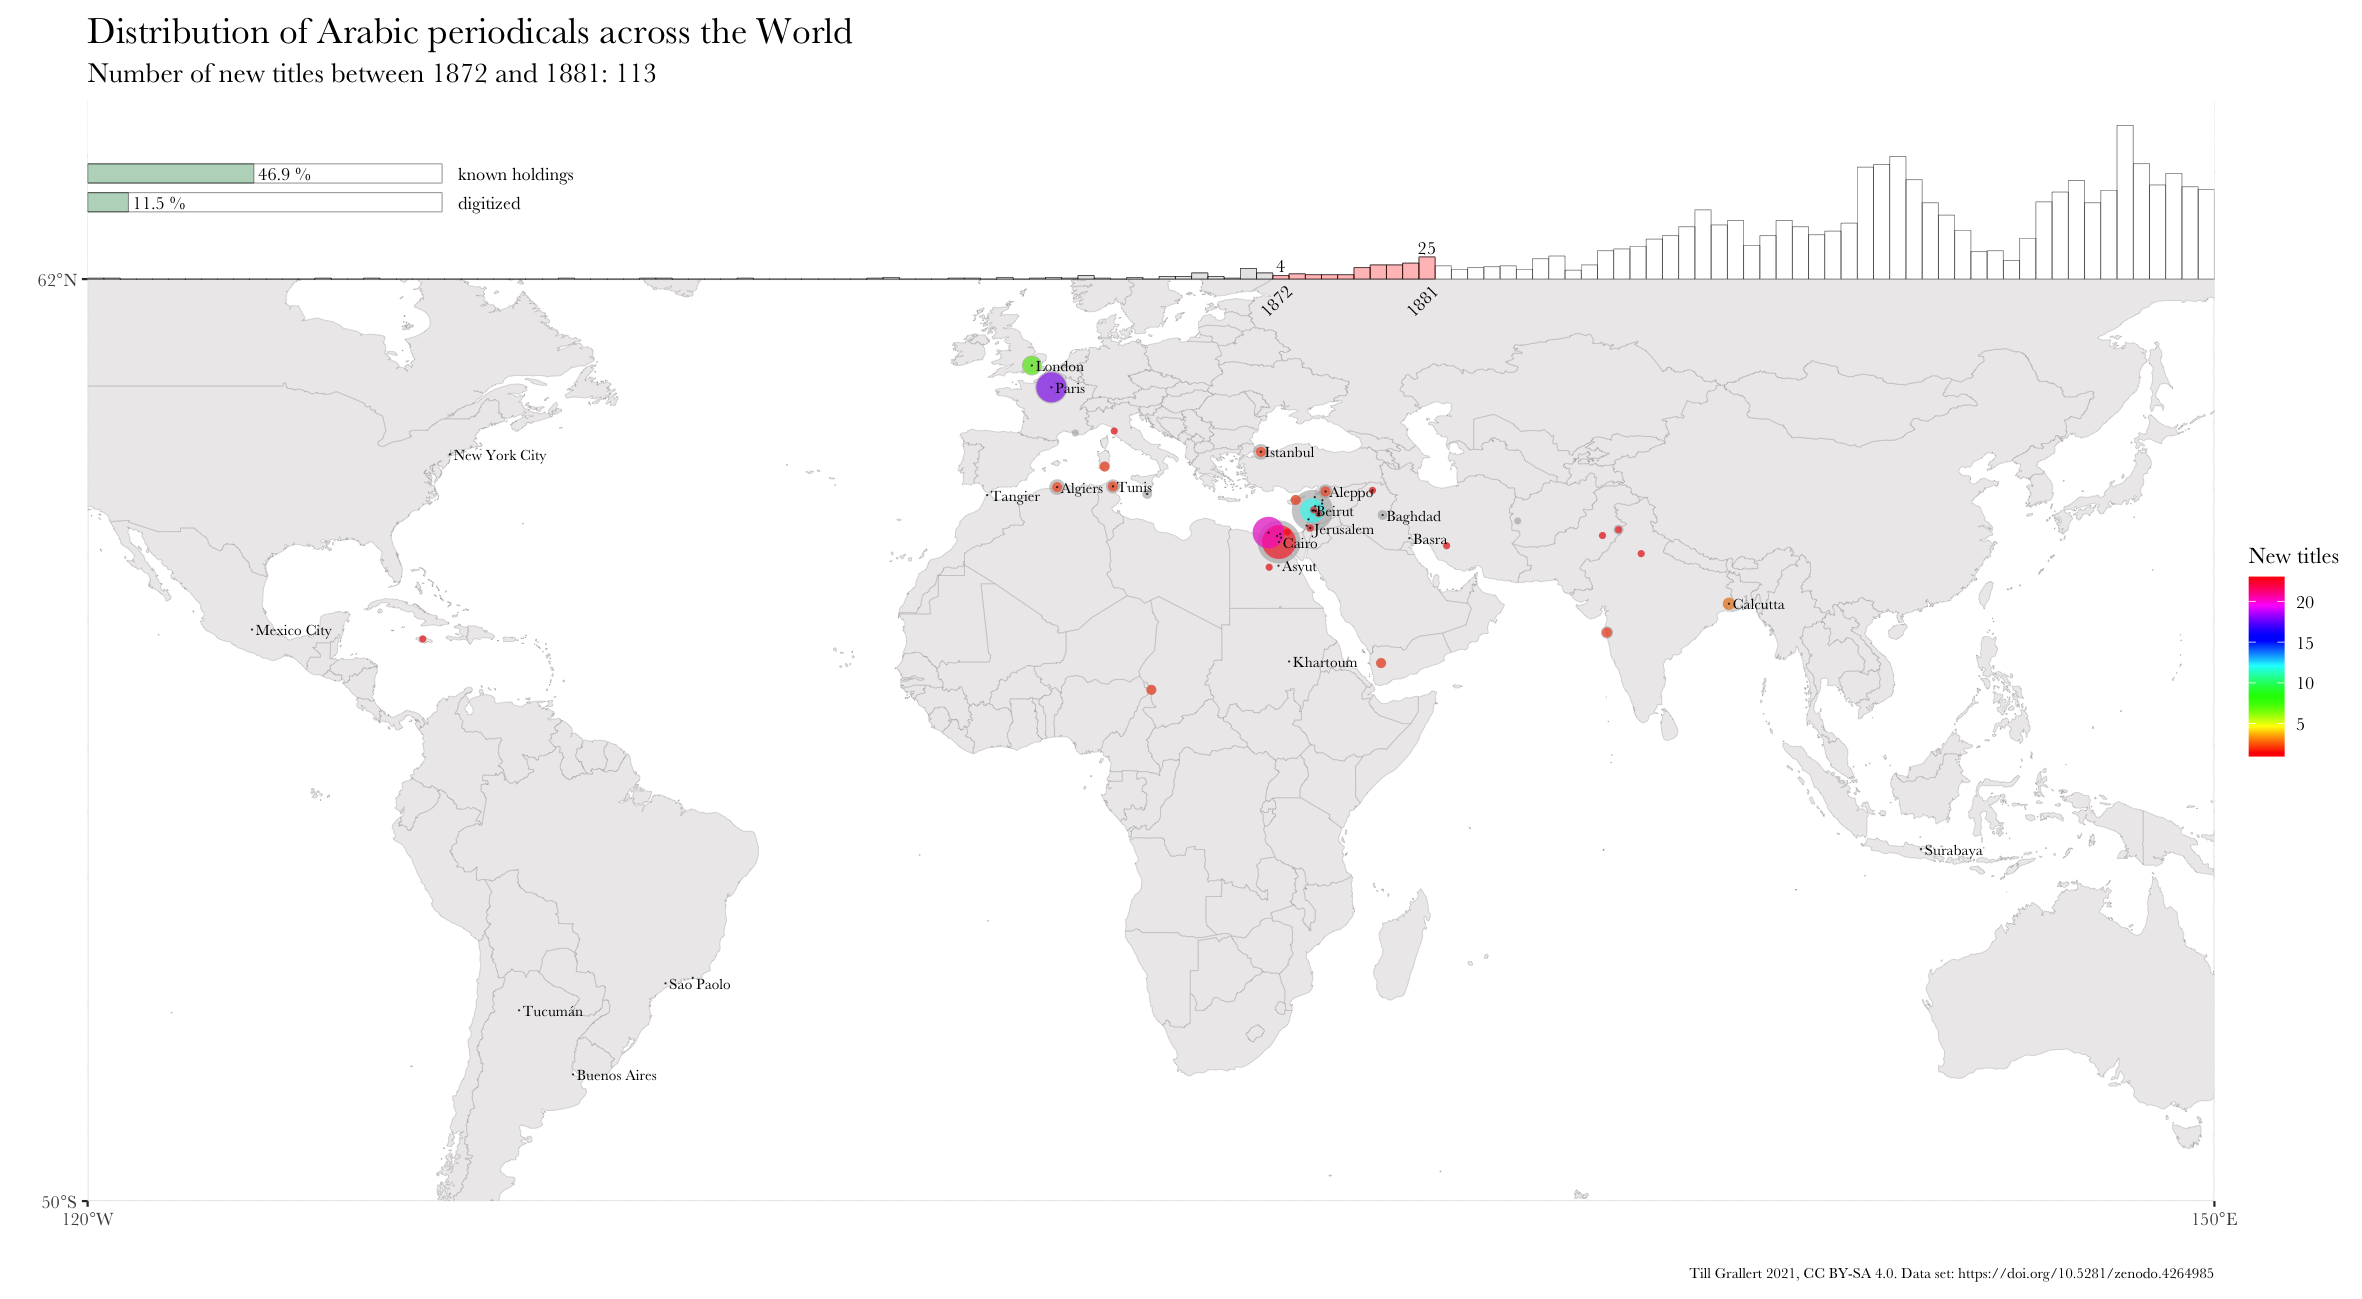 Distribution of Arabic periodicals across the World
Number of new titles between 1872 and 1881: 113
46.9 % known holdings
11.5 % digitized
4
25
62°N
1872
1881
London
Paris
New York City
Istanbul
Tangier
Algiers
Tunis
Aleppo
Beirut
Baghdad
Jerusalem
Cairo
Basra
Asyut
New titles
20
15
10
5
Calcutta
Mexico City
Khartoum
Surabaya
Sao Paolo
Tucumán
Buenos Aires
50°S
120°W
150°E
Till Grallert 2021, CC BY-SA 4.0. Data set: https://doi.org/10.5281/zenodo.4264985